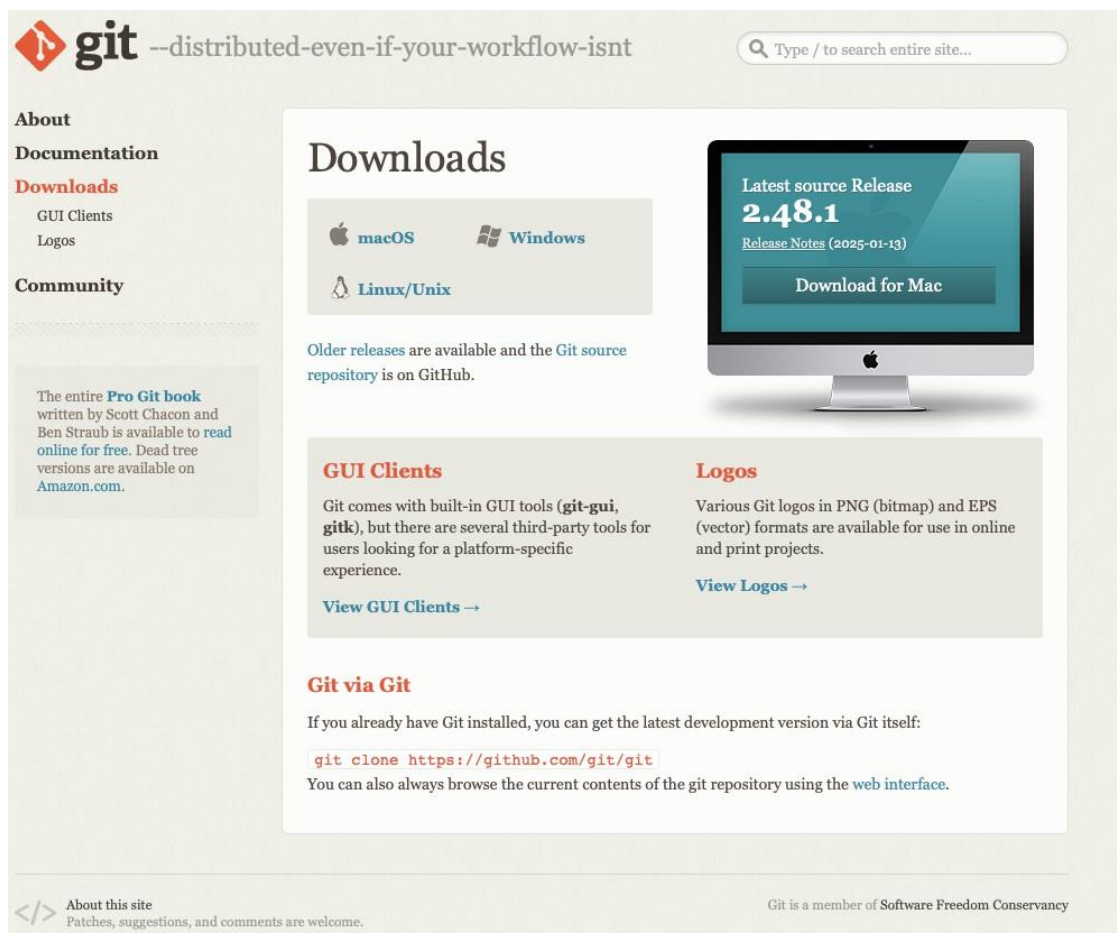 git --distributed-even-if-your-workflow-isnt
Type / to search entire site...
About
Documentation
Downloads
GUI Clients
Logos
Community
The entire Pro Git book
written by Scott Chacon and
Ben Straub is available to read
online for free. Dead tree
versions are available on
Amazon.com.
Downloads
macOS
Windows
Linux/Unix
Older releases are available and the Git source
repository is on GitHub.
Latest source Release
2.48.1
Release Notes (2025-01-13)
Download for Mac
GUI Clients
Git comes with built-in GUI tools (git-gui,
gitk), but there are several third-party tools for
users looking for a platform-specific
experience.
View GUI Clients →
Logos
Various Git logos in PNG (bitmap) and EPS
(vector) formats are available for use in online
and print projects.
View Logos →
Git via Git
If you already have Git installed, you can get the latest development version via Git itself:
git clone https://github.com/git/git
You can also always browse the current contents of the git repository using the web interface.
</> About this site
Patches, suggestions, and comments are welcome.
Git is a member of Software Freedom Conservancy